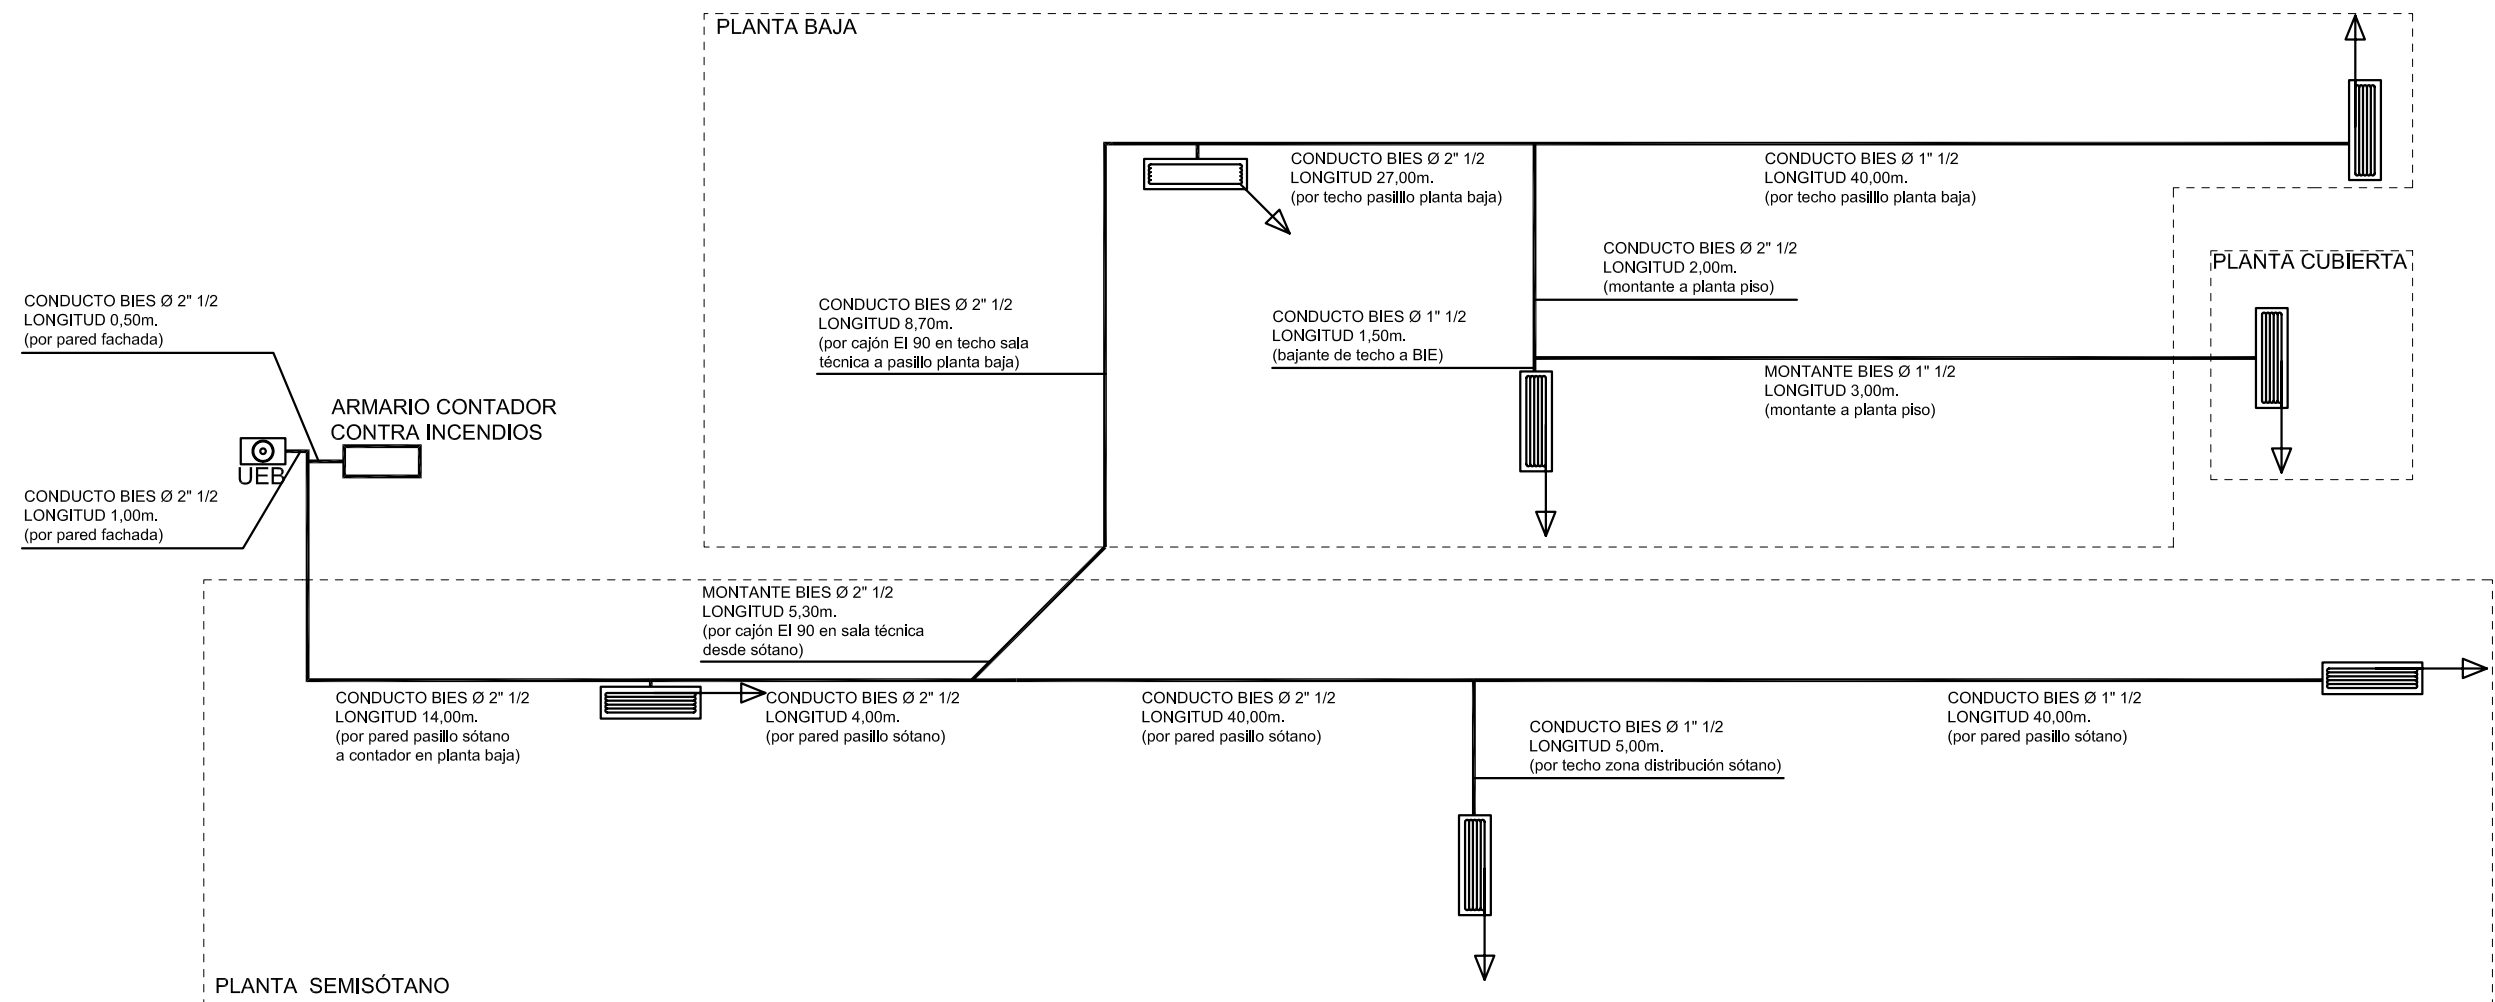 PLANTA BAJA
CONDUCTO BIES Ø 2" 1/2
LONGITUD 27,00m.
(por techo pasilllo planta baja)
CONDUCTO BIES Ø 1" 1/2
LONGITUD 40,00m.
(por techo pasilllo planta baja)
CONDUCTO BIES Ø 2" 1/2
LONGITUD 2,00m.
(montante a planta piso)
PLANTA CUBIERTA
CONDUCTO BIES Ø 2" 1/2
LONGITUD 0,50m.
(por pared fachada)
CONDUCTO BIES Ø 2" 1/2
LONGITUD 8,70m.
(por cajón EI 90 en techo sala
técnica a pasillo planta baja)
CONDUCTO BIES Ø 1" 1/2
LONGITUD 1,50m.
(bajante de techo a BIE)
MONTANTE BIES Ø 1" 1/2
LONGITUD 3,00m.
(montante a planta piso)
ARMARIO CONTADOR
CONTRA INCENDIOS
UEB
CONDUCTO BIES Ø 2" 1/2
LONGITUD 1,00m.
(por pared fachada)
MONTANTE BIES Ø 2" 1/2
LONGITUD 5,30m.
(por cajón EI 90 en sala técnica
desde sótano)
CONDUCTO BIES Ø 2" 1/2
LONGITUD 14,00m.
(por pared pasillo sótano
a contador en planta baja)
CONDUCTO BIES Ø 2" 1/2
LONGITUD 4,00m.
(por pared pasillo sótano)
CONDUCTO BIES Ø 2" 1/2
LONGITUD 40,00m.
(por pared pasillo sótano)
CONDUCTO BIES Ø 1" 1/2
LONGITUD 5,00m.
(por techo zona distribución sótano)
CONDUCTO BIES Ø 1" 1/2
LONGITUD 40,00m.
(por pared pasillo sótano)
PLANTA SEMISÓTANO